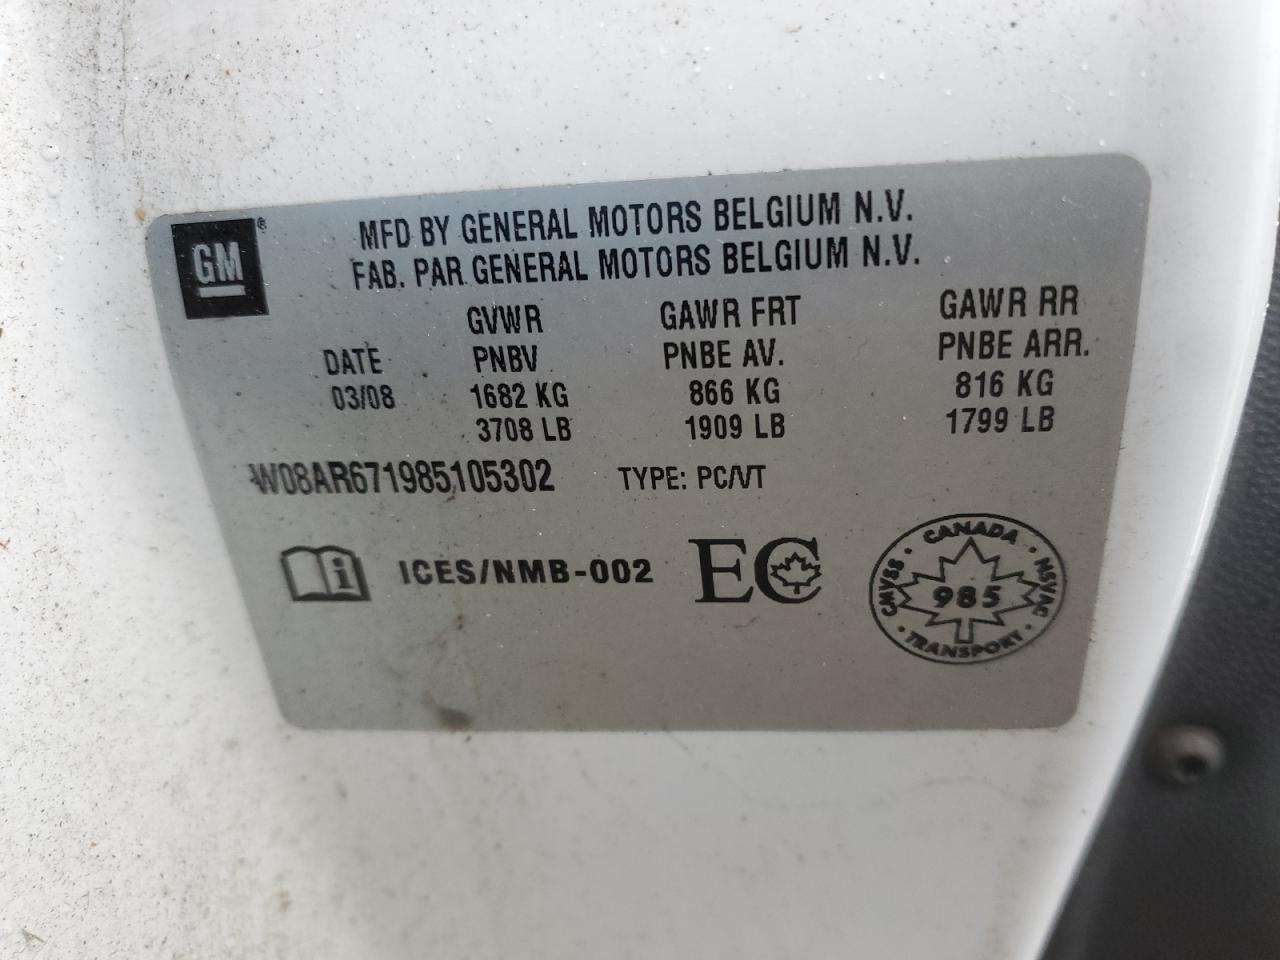 GM®
MFD BY GENERAL MOTORS BELGIUM N.V.
FAB. PAR GENERAL MOTORS BELGIUM N.V.
GVWR GAWR FRT GAWR RR
DATE PNBV PNBE AV. PNBE ARR.
03/08 1682 KG 866 KG 816 KG
3708 LB 1909 LB 1799 LB
W08AR671985105302 TYPE: PC/VT
i ICES/NMB-002 EC
CANADA
CMVSS 985 NSVAC
TRANSPORT